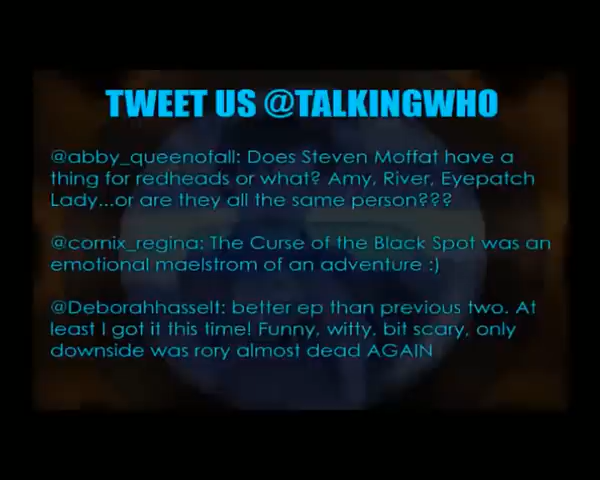 TWEET US @TALKINGWHO
@abby_queenofall: Does Steven Moffat have a
thing for redheads or what? Amy, River, Eyepatch
Lady...or are they all the same person???
@cornix_regina: The Curse of the Black Spot was an
emotional maelstrom of an adventure :)
@Deborahhasselt: better ep than previous two. At
least I got it this time! Funny, witty, bit scary, only
downside was rory almost dead AGAIN